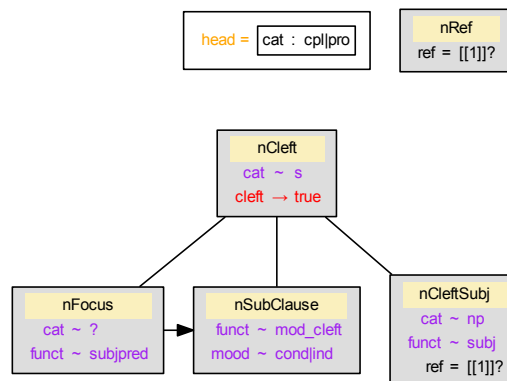 head = cat : cpl|pro
nRef
ref = [[1]]?
nCleft
cat ~ s
cleft → true
nFocus
cat ~ ?
funct ~ subjpred
nSubClause
funct ~ mod_cleft
mood ~ cond|ind
nCleftSubj
cat ~ np
funct ~ subj
ref = [[1]]?